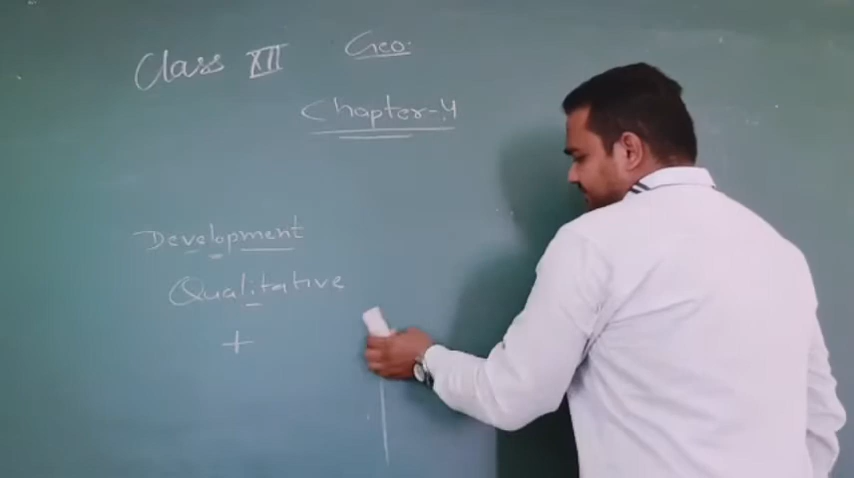 Class XII Geo.
Chapter-4
Development
Qualitative
+